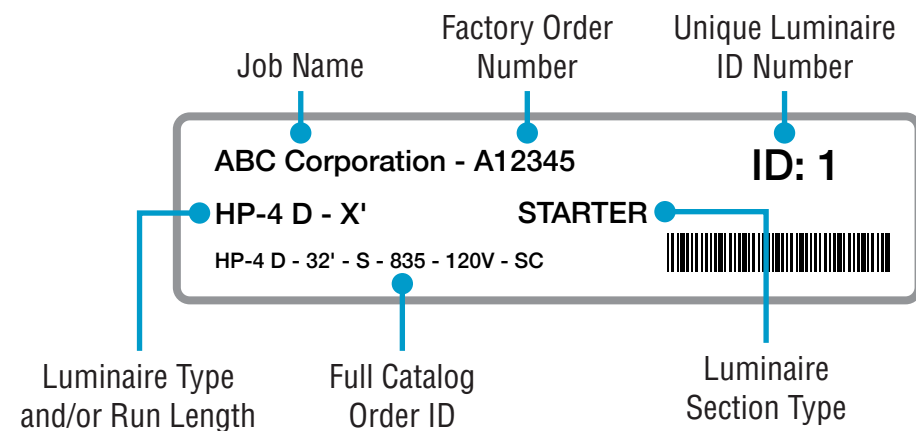 Job Name
Factory Order
Number
Unique Luminaire
ID Number
ABC Corporation - A12345
ID: 1
HP-4 D - X'
STARTER
HP-4 D - 32' - S - 835 - 120V - SC
Luminaire Type
and/or Run Length
Full Catalog
Order ID
Luminaire
Section Type